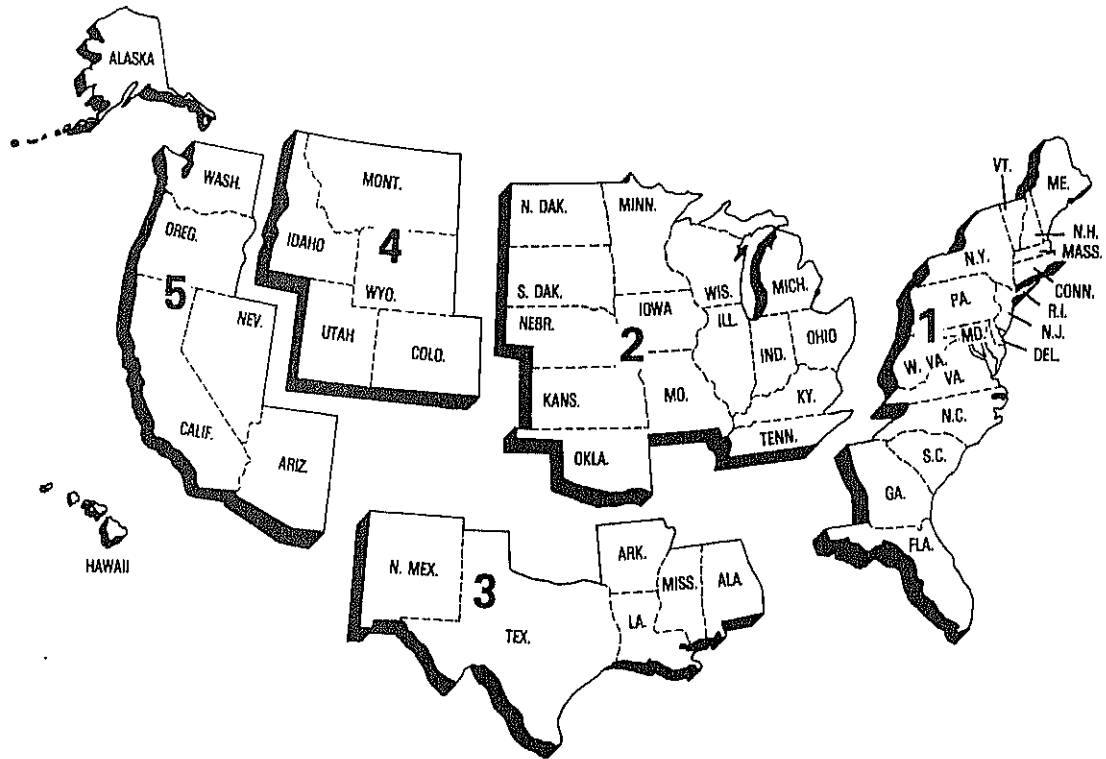 ALASKA
WASH.
OREG.
5
NEV.
CALIF.
ARIZ.
HAWAII
MONT.
IDAHO
4
WYO.
UTAH
COLO.
N. DAK.
MINN.
S. DAK.
WIS.
MICH.
NEBR.
IOWA
ILL.
2
IND.
OHIO
KANS.
MO.
KY.
TENN.
OKLA.
N. MEX.
3
TEX.
ARK.
LA.
MISS.
ALA.
VT.
ME.
N.H.
MASS.
N.Y.
CONN.
R.I.
N.J.
DEL.
PA.
1
MD.
W. VA.
VA.
N.C.
S.C.
GA.
FLA.